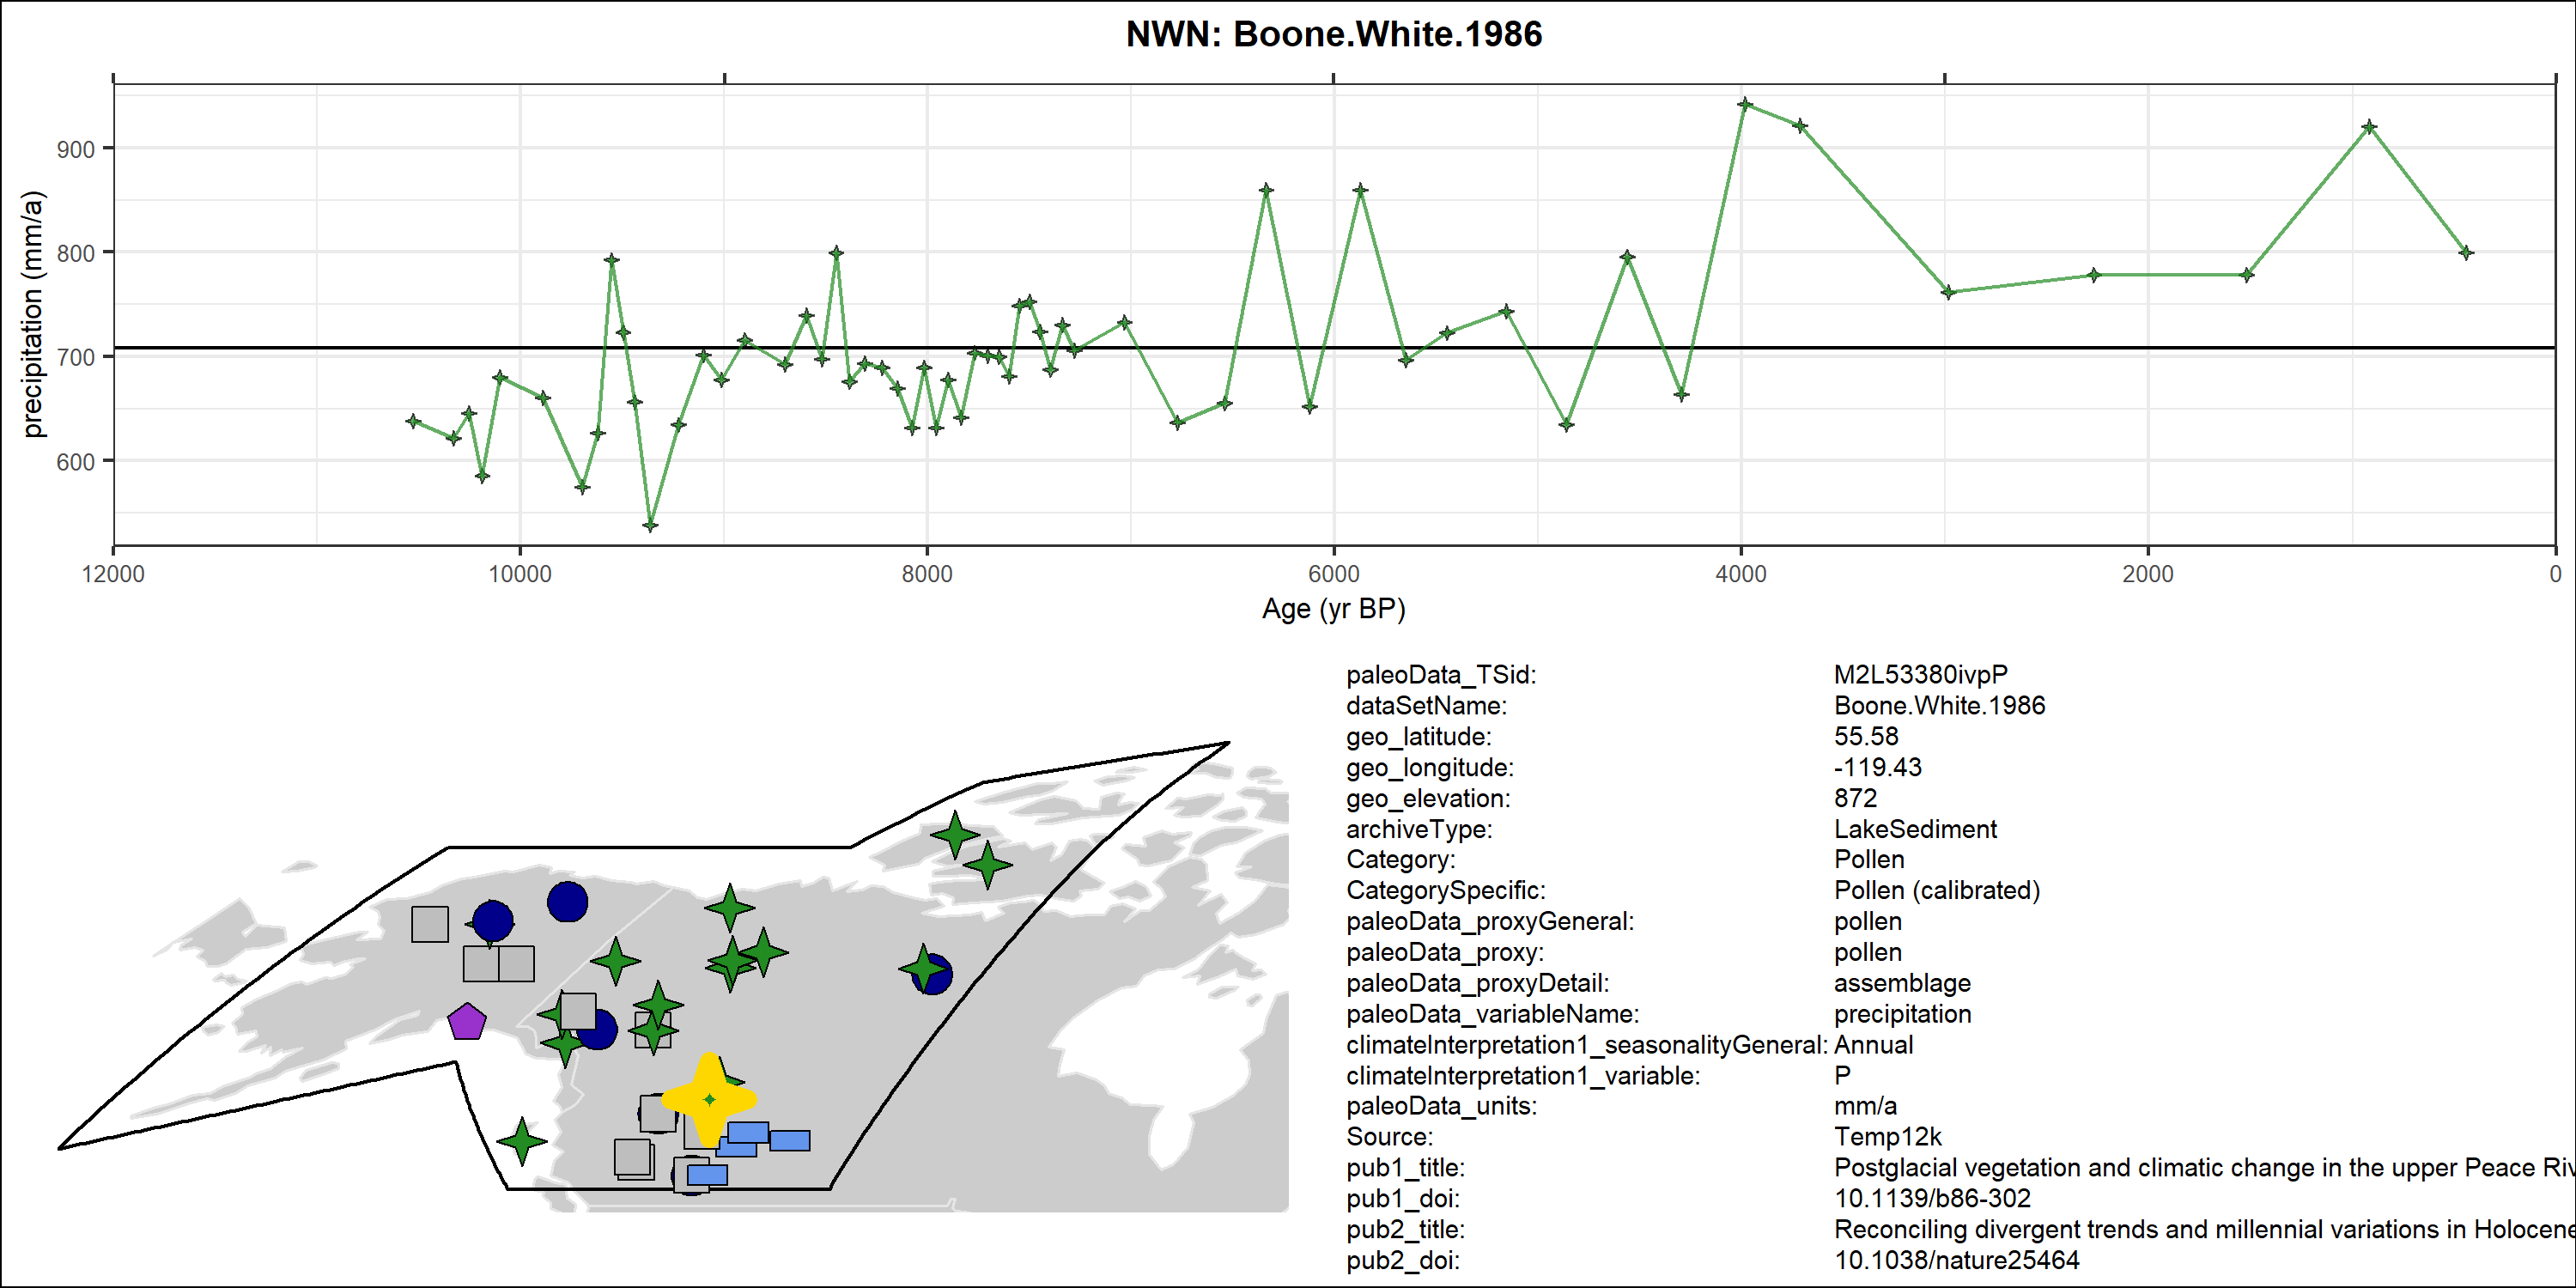 NWN: Boone.White.1986
precipitation (mm/a)
900
800
700
600
12000 10000 8000 6000 4000 2000 0
Age (yr BP)
paleoData_TSid: M2L53380ivpP
dataSetName: Boone.White.1986
geo_latitude: 55.58
geo_longitude: -119.43
geo_elevation: 872
archiveType: LakeSediment
Category: Pollen
CategorySpecific: Pollen (calibrated)
paleoData_proxyGeneral: pollen
paleoData_proxy: pollen
paleoData_proxyDetail: assemblage
paleoData_variableName: precipitation
climateInterpretation1_seasonalityGeneral: Annual
climateInterpretation1_variable: P
paleoData_units: mm/a
Source: Temp12k
pub1_title: Postglacial vegetation and climatic change in the upper Peace Riv
pub1_doi: 10.1139/b86-302
pub2_title: Reconciling divergent trends and millennial variations in Holocene
pub2_doi: 10.1038/nature25464